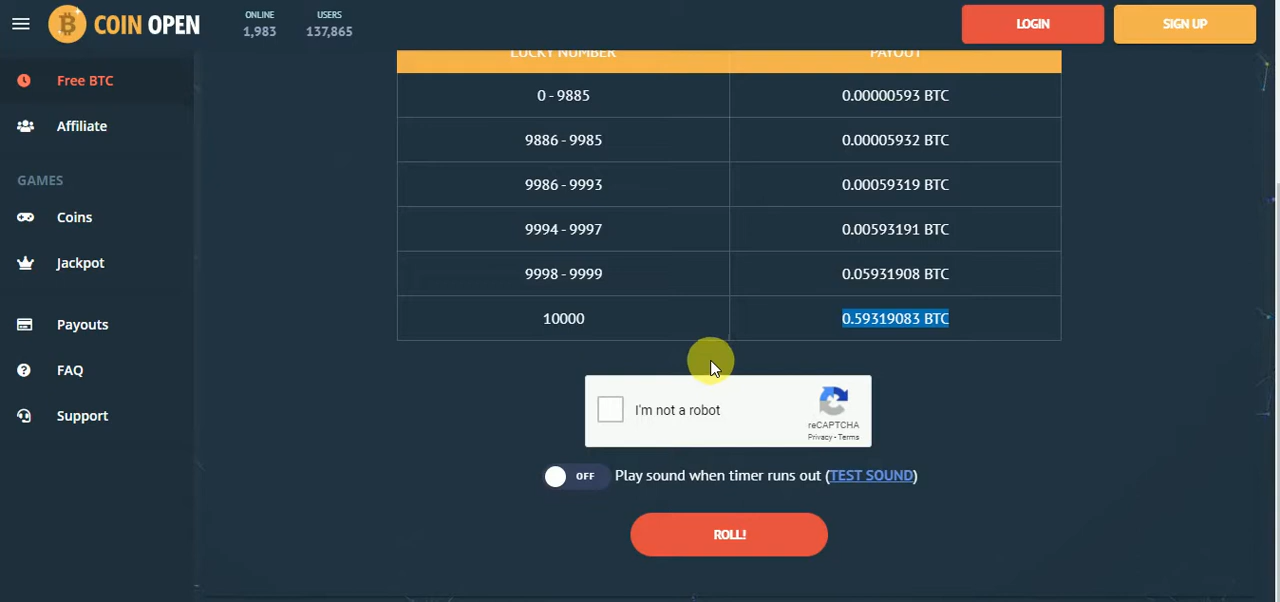 COIN OPEN
ONLINE
1,983
USERS
137,865
LOGIN
SIGN UP
Free BTC
Affiliate
GAMES
Coins
Jackpot
Payouts
FAQ
Support
LUCKY NUMBER PAYOUT
0 - 9885 0.00000593 BTC
9886 - 9985 0.00005932 BTC
9986 - 9993 0.00059319 BTC
9994 - 9997 0.00593191 BTC
9998 - 9999 0.05931908 BTC
10000 0.59319083 BTC
I'm not a robot
reCAPTCHA
Privacy - Terms
OFF Play sound when timer runs out (TEST SOUND)
ROLL!